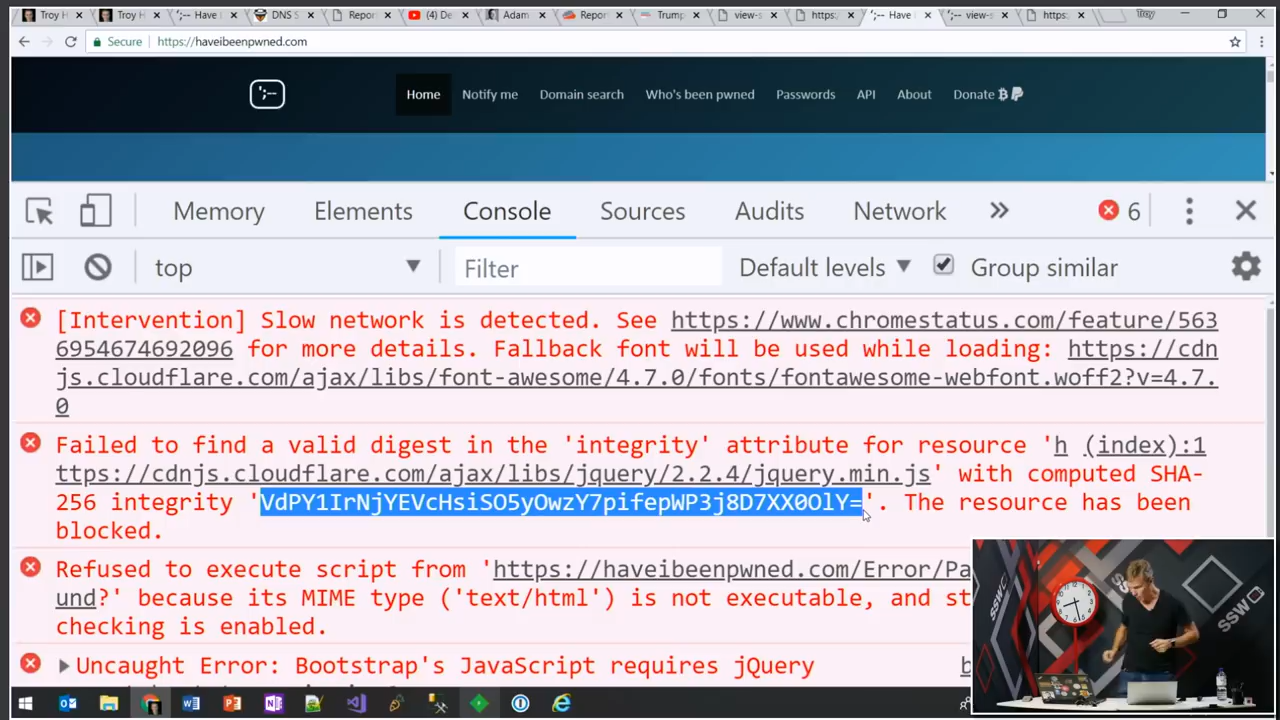 Troy H
Troy H
';-- Have I
DNS S
Report
(4) De
Adam
Report
Trump
view-s
https:/
';-- Have
';-- view-s
https:
Troy
Secure https://haveibeenpwned.com
';--
Home Notify me Domain search Who's been pwned Passwords API About Donate
Memory Elements Console Sources Audits Network 6
top Filter Default levels Group similar
[Intervention] Slow network is detected. See https://www.chromestatus.com/feature/563
6954674692096 for more details. Fallback font will be used while loading: https://cdn
js.cloudflare.com/ajax/libs/font-awesome/4.7.0/fonts/fontawesome-webfont.woff2?v=4.7.
0
Failed to find a valid digest in the 'integrity' attribute for resource 'h (index):1
ttps://cdnjs.cloudflare.com/ajax/libs/jquery/2.2.4/jquery.min.js' with computed SHA-
256 integrity 'VdPY1IrNjYEVcHsiSO5yOwzY7pifepWP3j8D7XX0OlY='. The resource has been
blocked.
Refused to execute script from 'https://haveibeenpwned.com/Error/Pa
und?' because its MIME type ('text/html') is not executable, and st
checking is enabled.
Uncaught Error: Bootstrap's JavaScript requires jQuery b
SSW
SSW